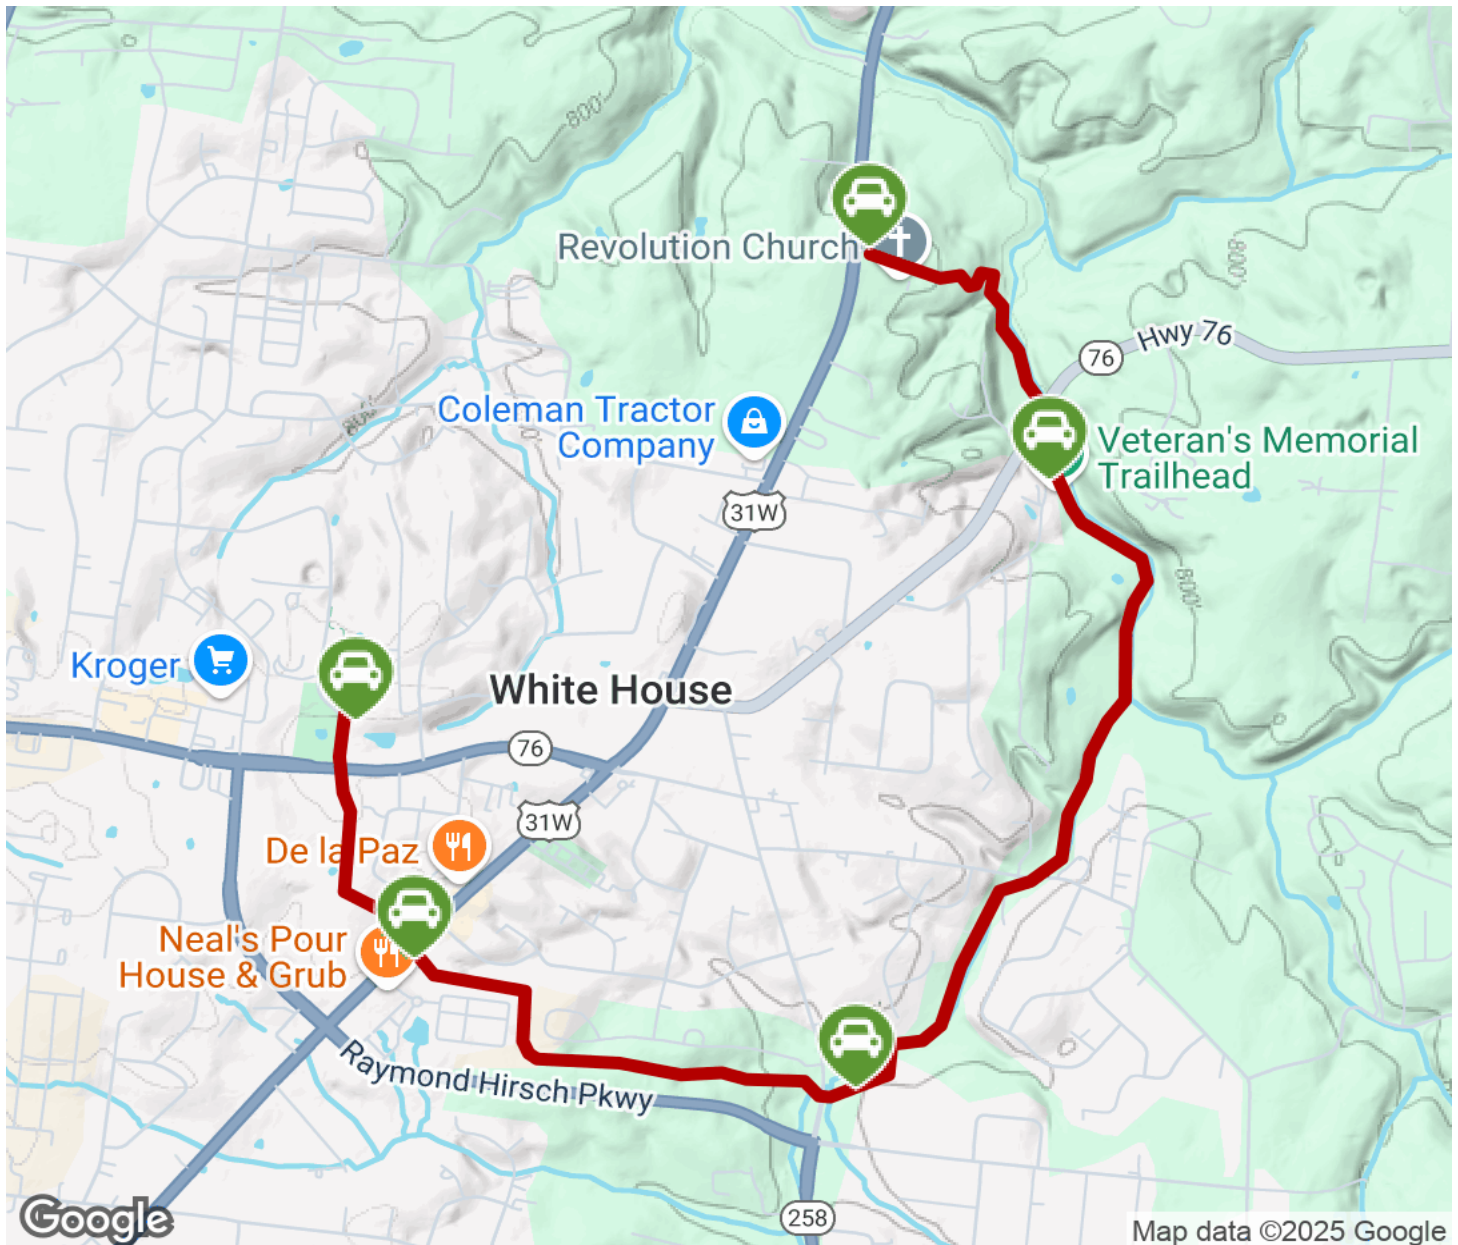 800'
Revolution Church
800'
Hwy 76
76
Coleman Tractor
Company
800'
Veteran's Memorial
Trailhead
31W
800'
Kroger
White House
76
31W
De la Paz
Neal's Pour
House & Grub
Raymond Hirsch Pkwy
258
Google
Map data ©2025 Google